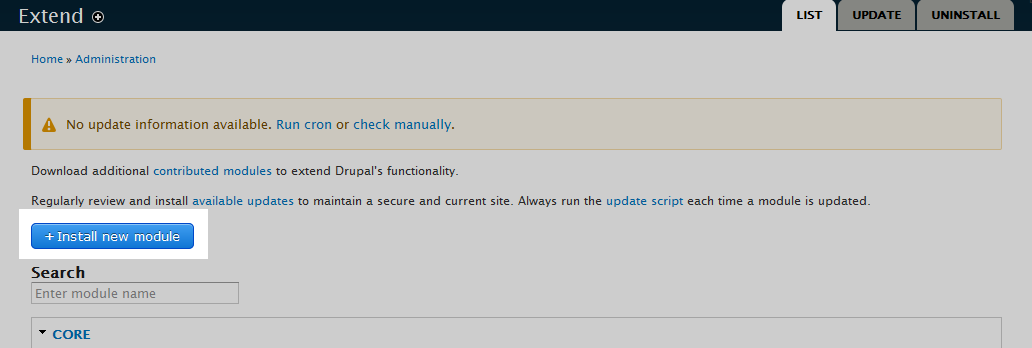 Extend
LIST UPDATE UNINSTALL
Home » Administration
No update information available. Run cron or check manually.
Download additional contributed modules to extend Drupal's functionality.
Regularly review and install available updates to maintain a secure and current site. Always run the update script each time a module is updated.
+ Install new module
Search
Enter module name
CORE